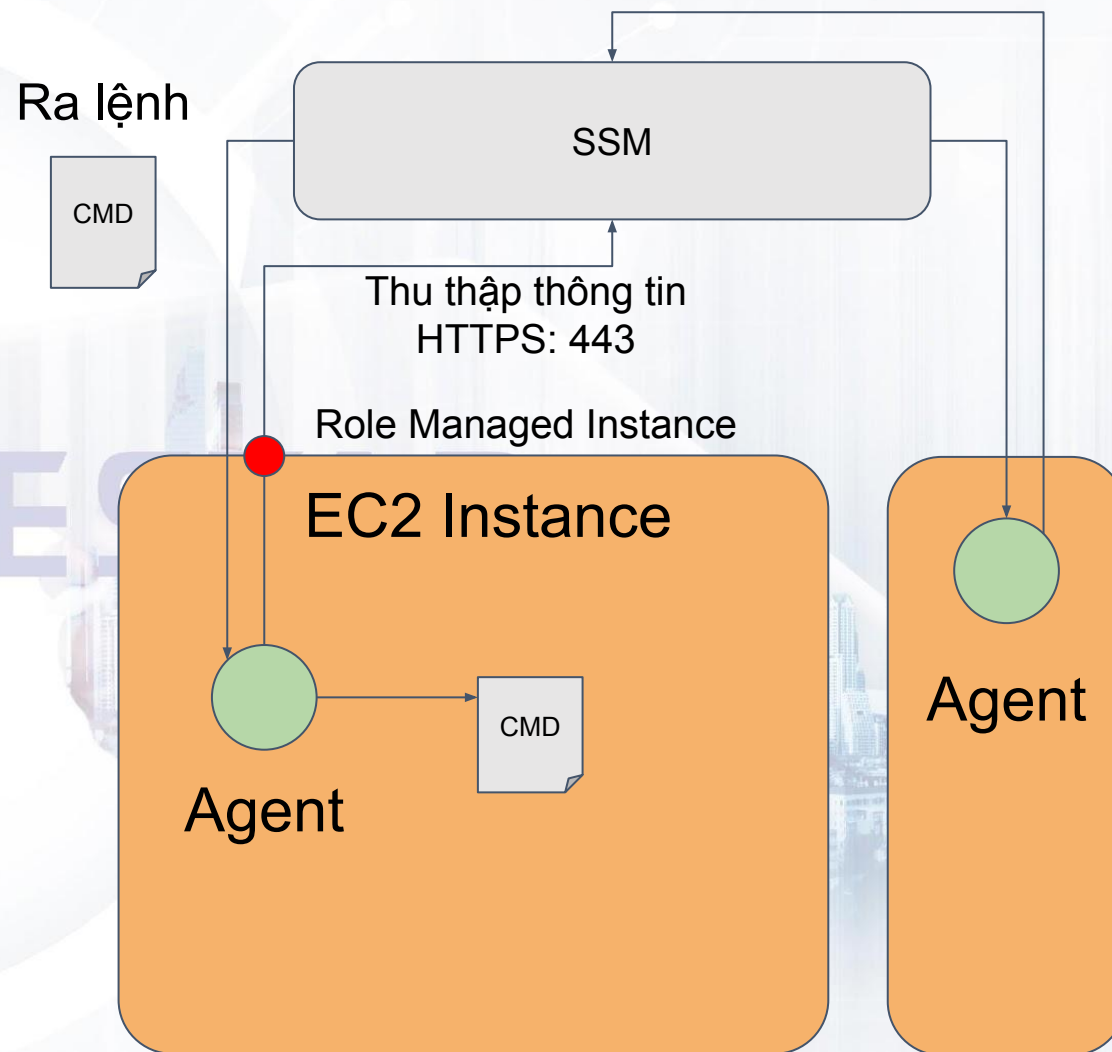 Ra lệnh
SSM
CMD
Thu thập thông tin
HTTPS: 443
Role Managed Instance
EC2 Instance
CMD
Agent
Agent